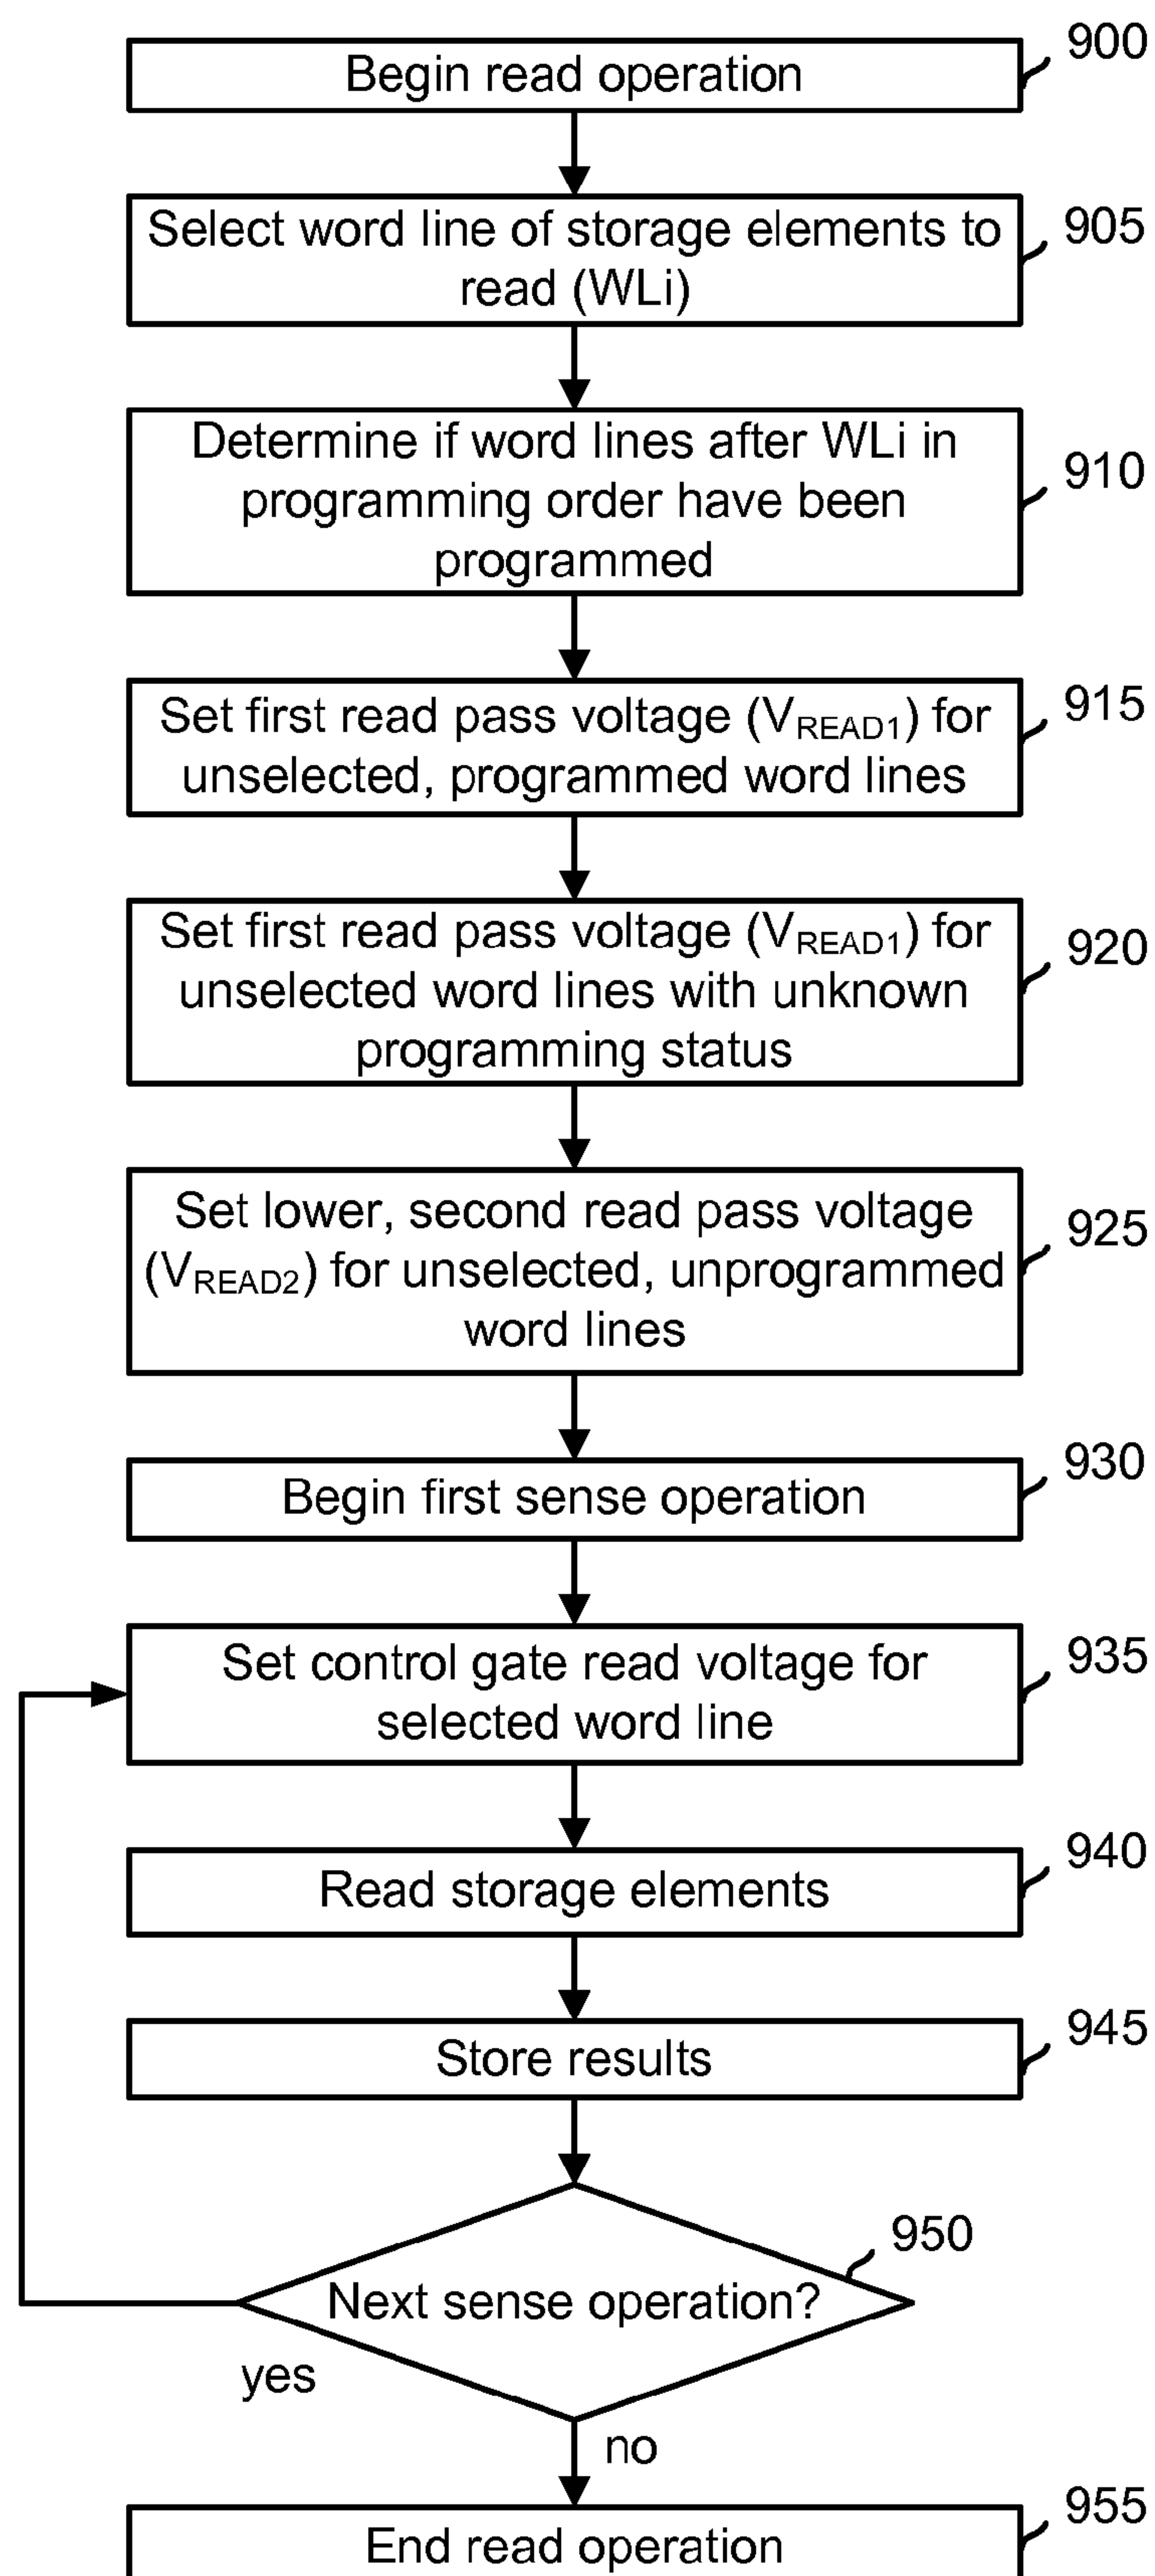 900
Begin read operation
905
Select word line of storage elements to
read (WLi)
910
Determine if word lines after WLi in
programming order have been
programmed
915
Set first read pass voltage (VREAD1) for
unselected, programmed word lines
920
Set first read pass voltage (VREAD1) for
unselected word lines with unknown
programming status
925
Set lower, second read pass voltage
(VREAD2) for unselected, unprogrammed
word lines
930
Begin first sense operation
935
Set control gate read voltage for
selected word line
940
Read storage elements
945
Store results
950
Next sense operation?
yes
no
955
End read operation